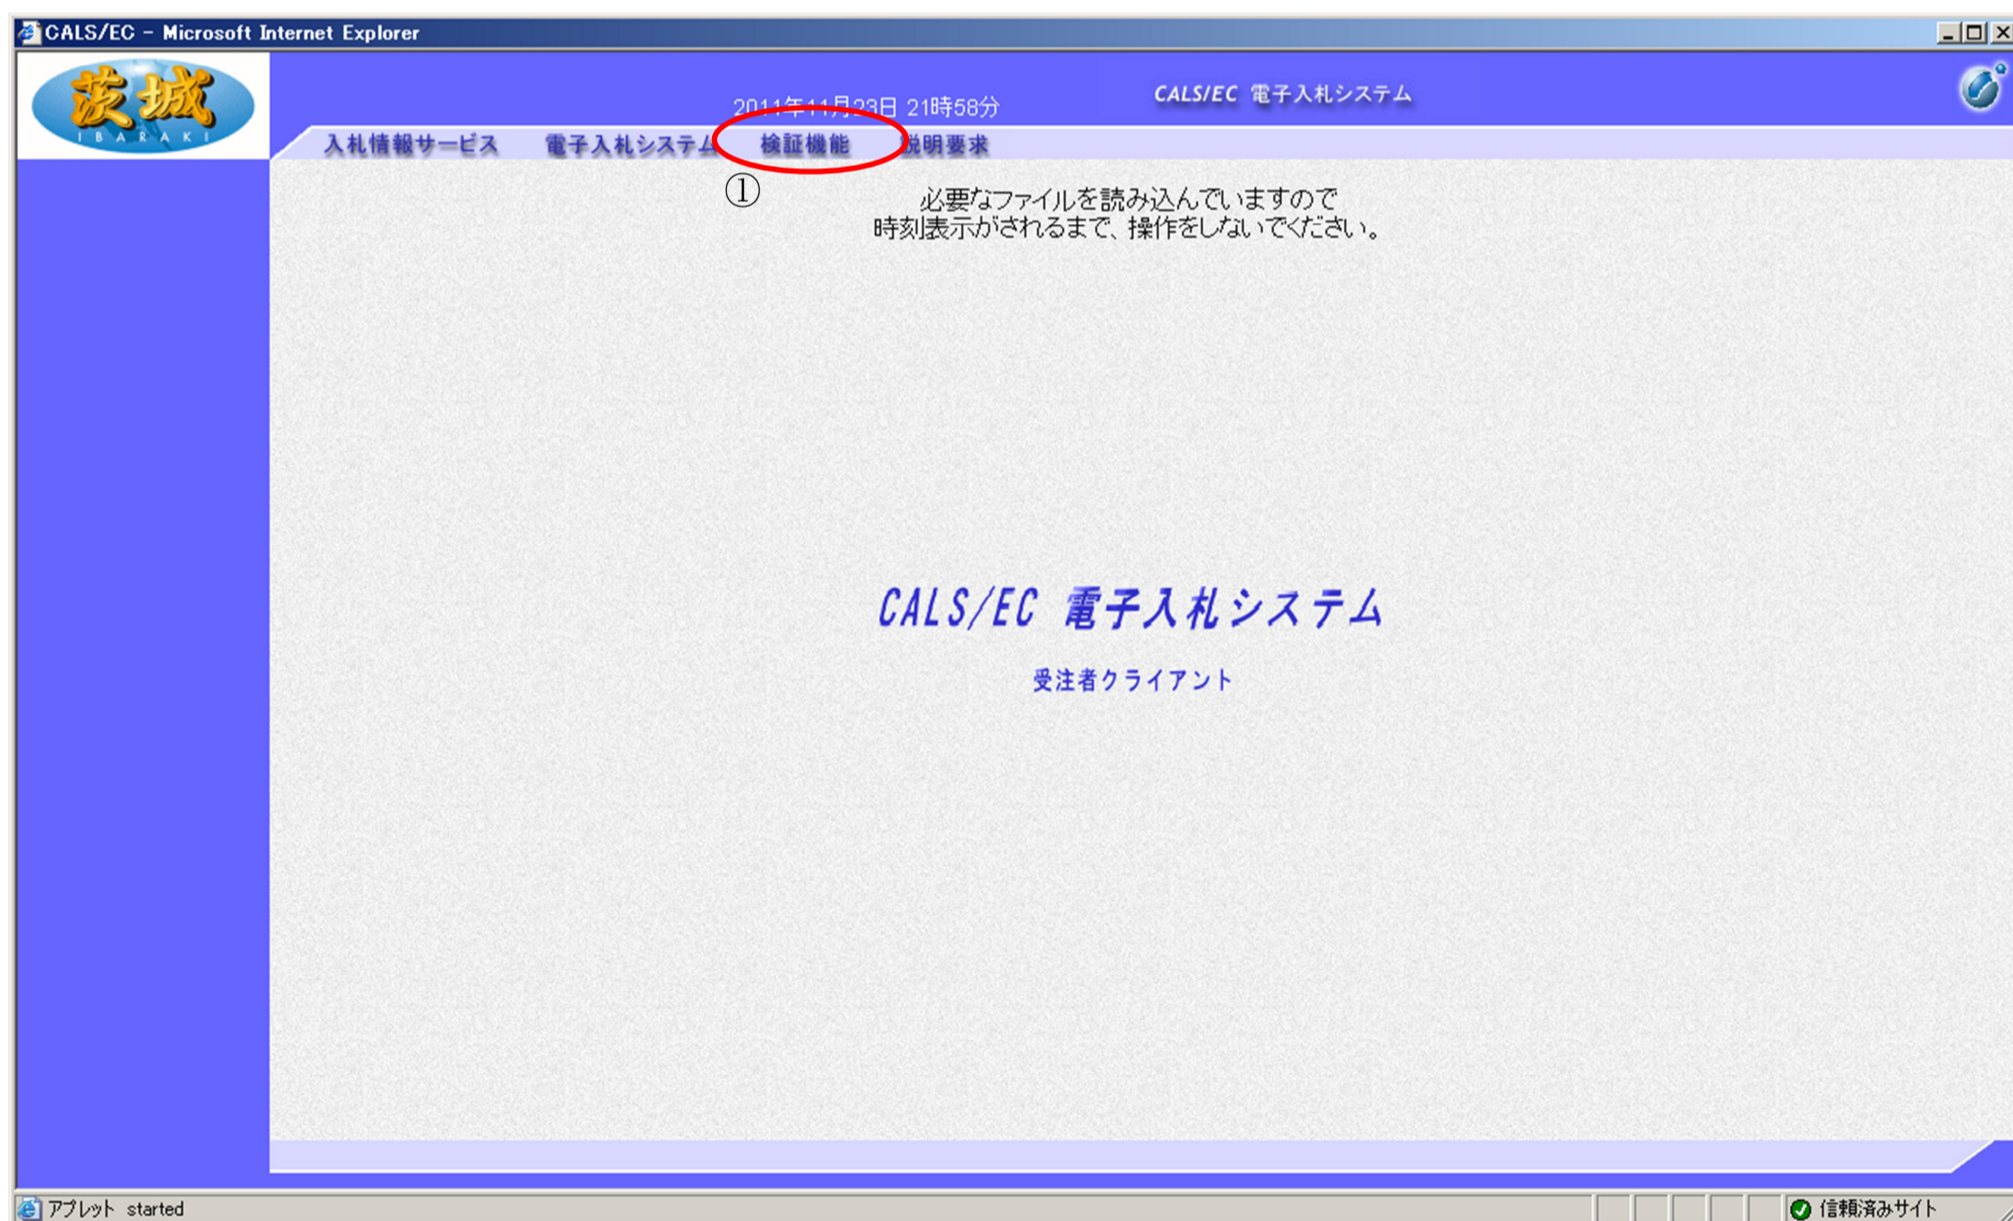 CALS/EC - Microsoft Internet Explorer
茨城
IBARAKI
2011年11月23日 21時58分
CALS/EC 電子入札システム
入札情報サービス 電子入札システム 検証機能 説明要求
①
必要なファイルを読み込んでいますので
時刻表示がされるまで、操作をしないでください。
CALS/EC 電子入札システム
受注者クライアント
アプレット started
信頼済みサイト